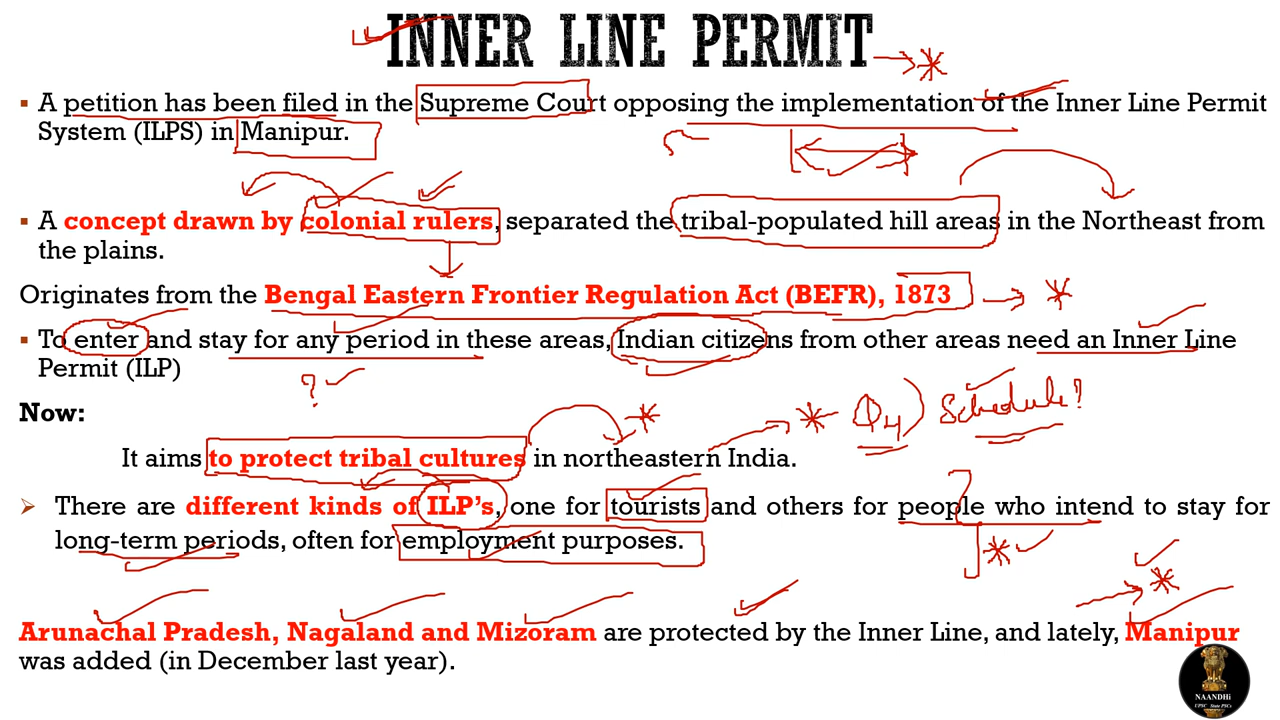 INNER LINE PERMIT
▪ A petition has been filed in the Supreme Court opposing the implementation of the Inner Line Permit
System (ILPS) in Manipur.
▪ A concept drawn by colonial rulers, separated the tribal-populated hill areas in the Northeast from
the plains.
Originates from the Bengal Eastern Frontier Regulation Act (BEFR), 1873
▪ To enter and stay for any period in these areas, Indian citizens from other areas need an Inner Line
Permit (ILP)
?
Now:
Q4) Schedule?
It aims to protect tribal cultures in northeastern India.
➢ There are different kinds of ILP's, one for tourists and others for people who intend to stay for
long-term periods, often for employment purposes.
Arunachal Pradesh, Nagaland and Mizoram are protected by the Inner Line, and lately, Manipur
was added (in December last year).
NAANDHi
UPSC State PSCs